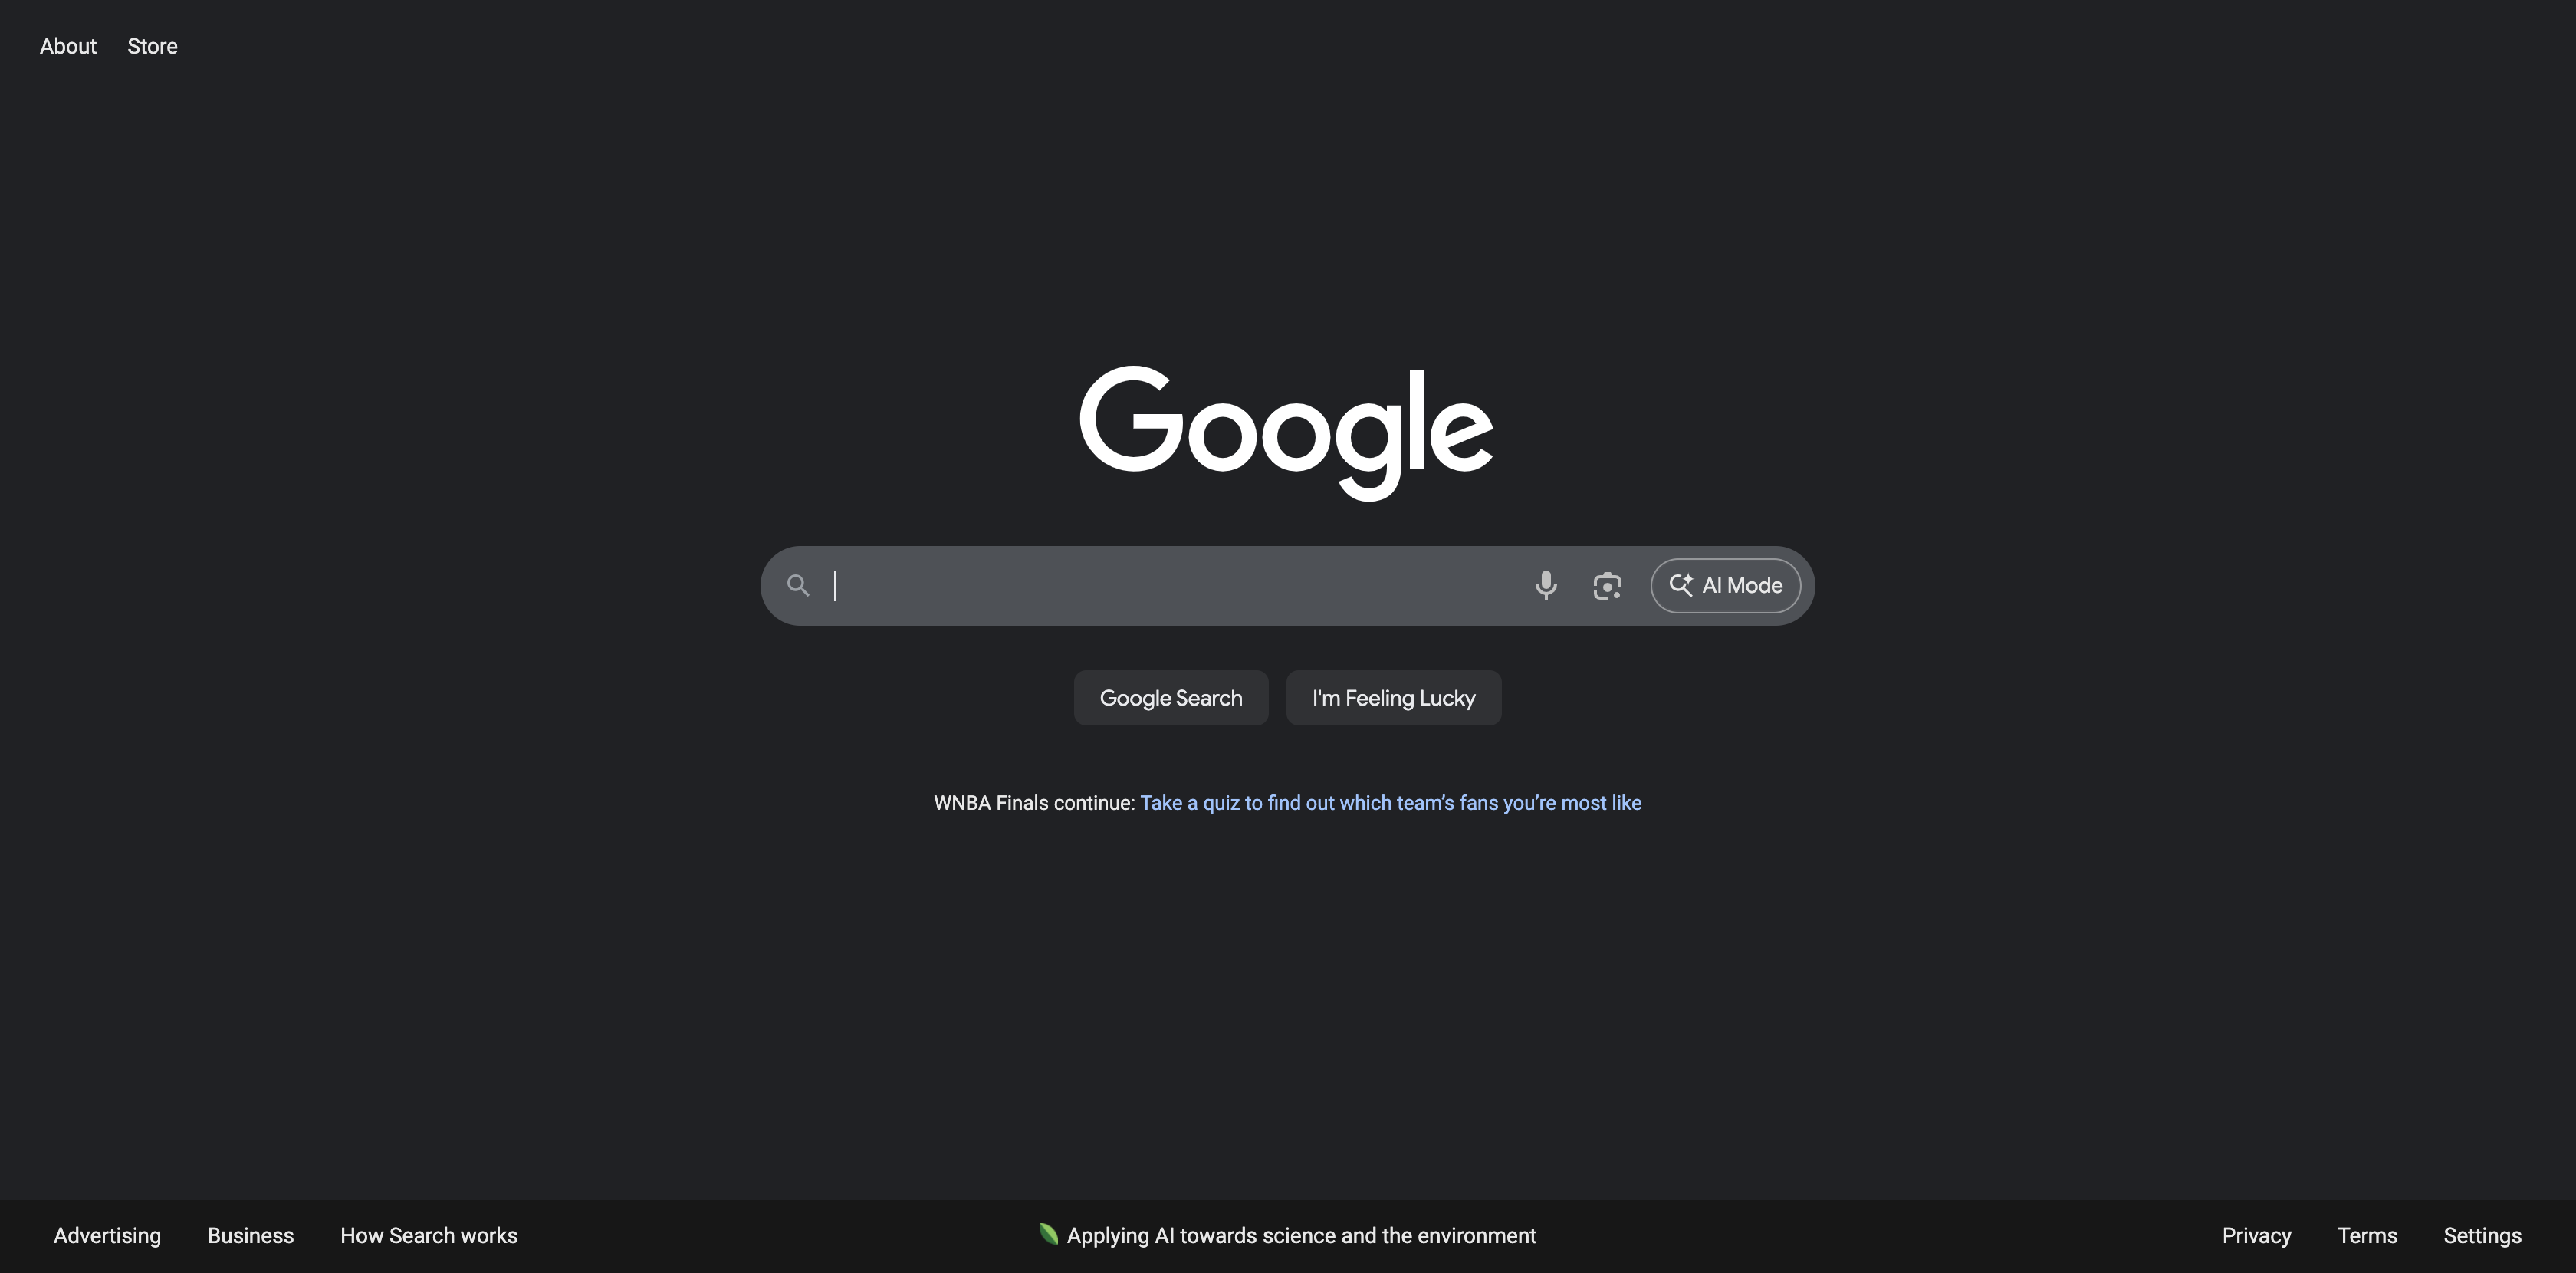 About Store
Google
AI Mode
Google Search I'm Feeling Lucky
WNBA Finals continue: Take a quiz to find out which team’s fans you’re most like
Advertising Business How Search works Applying AI towards science and the environment Privacy Terms Settings